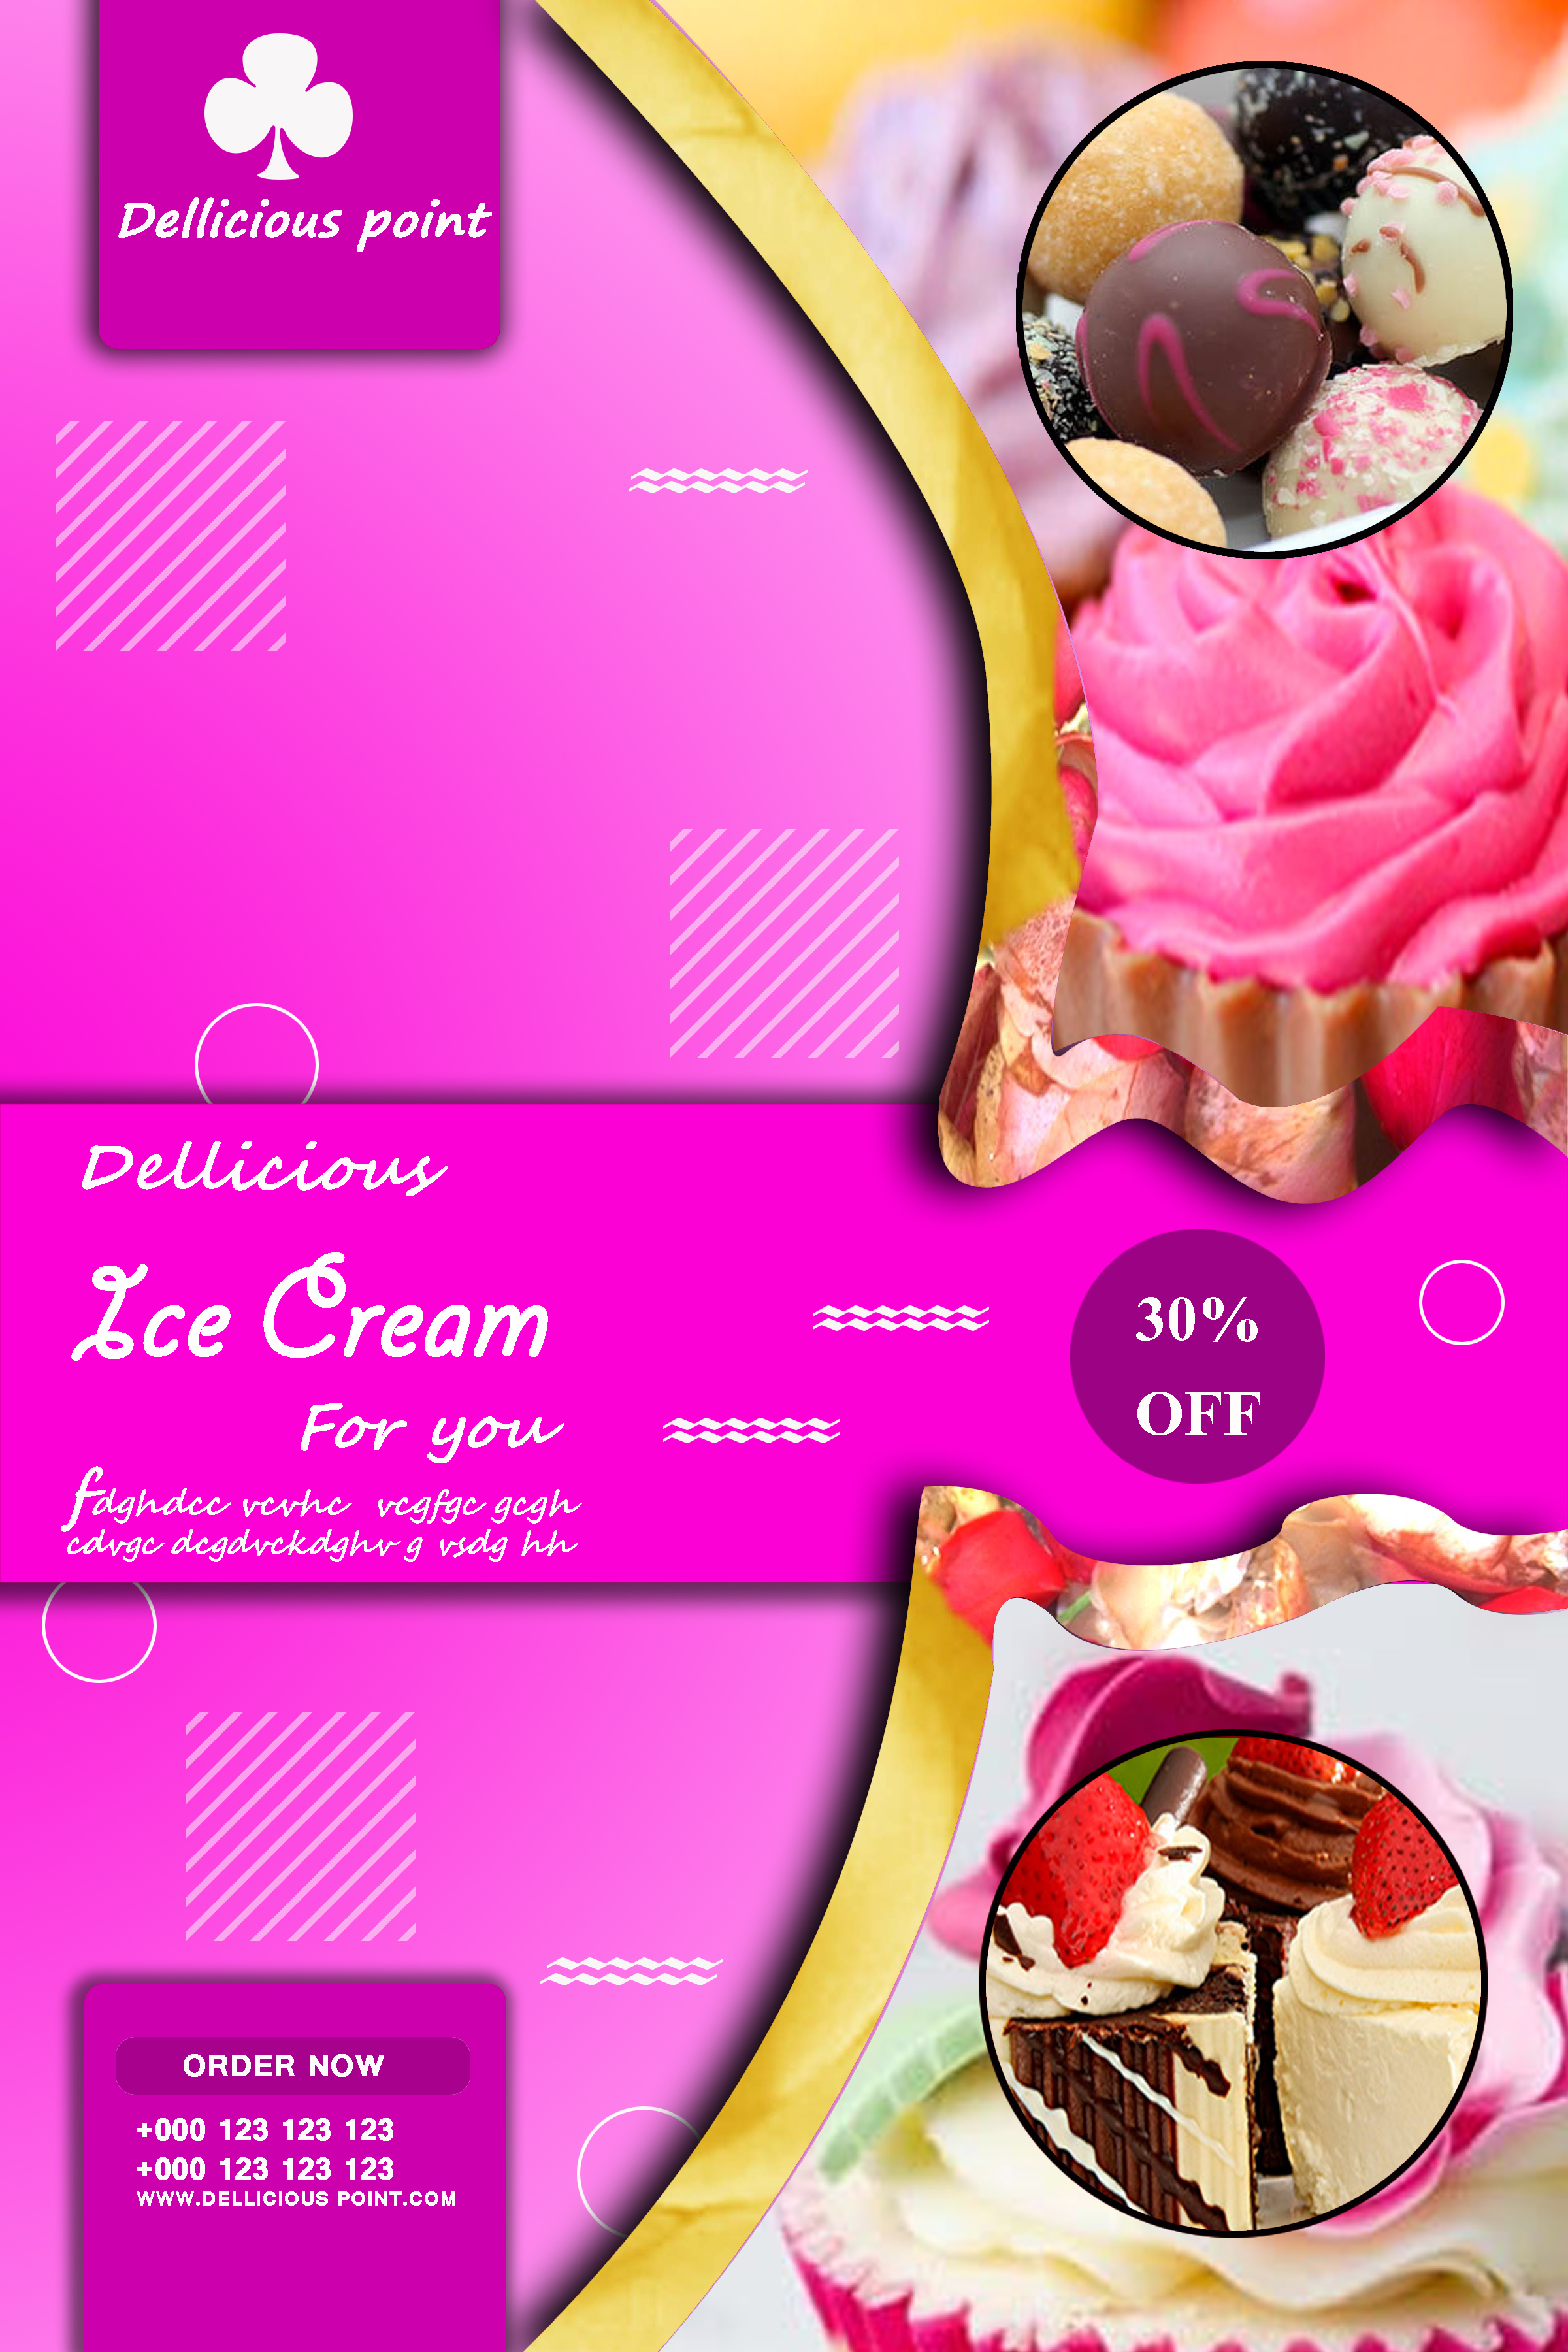 Dellicious point
Dellicious
Ice Cream
For you
fdghdcc vcvhc vcgfgc gcgh
cdvgc dcgdvckdghv g vsdg hh
30%
OFF
ORDER NOW
+000 123 123 123
+000 123 123 123
WWW.DELLICIOUS POINT.COM